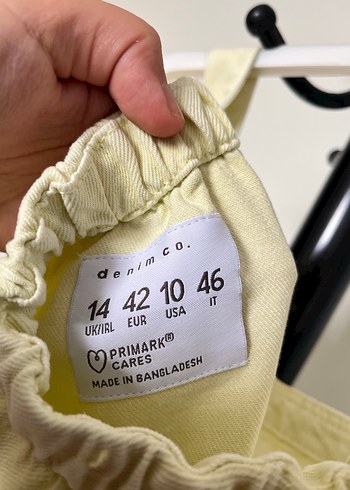 denim co.
14 42 10 46
UK/IRL EUR USA IT
PRIMARK®
CARES
MADE IN BANGLADESH